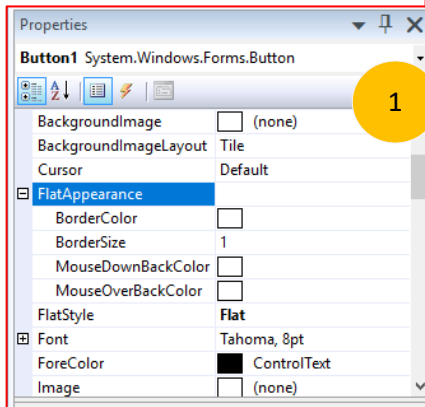 Properties
Button1 System.Windows.Forms.Button
1
BackgroundImage (none)
BackgroundImageLayout Tile
Cursor Default
FlatAppearance
BorderColor
BorderSize 1
MouseDownBackColor
MouseOverBackColor
FlatStyle Flat
Font Tahoma, 8pt
ForeColor ControlText
Image (none)